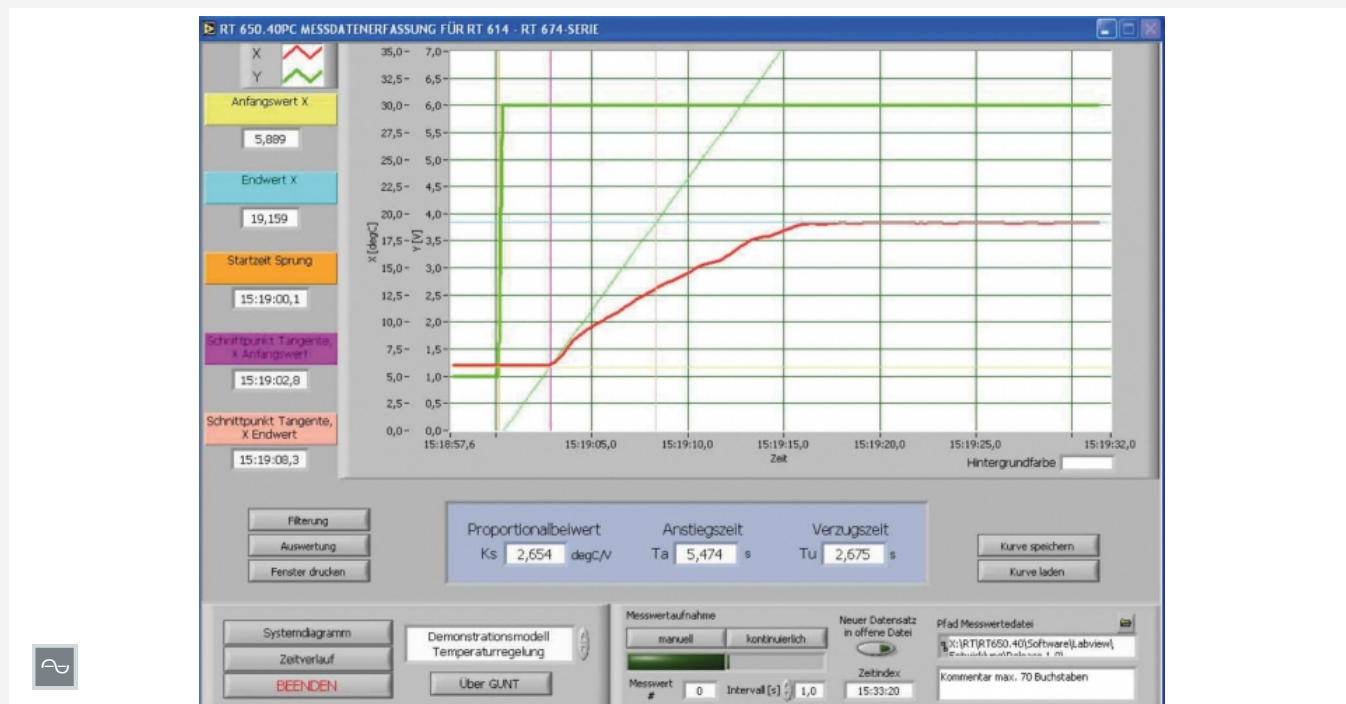 RT 650.40PC MESSDATENERFASSUNG FÜR RT 614 - RT 674-SERIE
X
Y
Anfangswert X
5,889
Endwert X
19,159
Startzeit Sprung
15:19:00,1
Schnittpunkt Tangente,
X Anfangswert
15:19:02,8
Schnittpunkt Tangente,
X Endwert
15:19:08,3
35,0- 7,0-
32,5- 6,5-
30,0- 6,0-
27,5- 5,5-
25,0- 5,0-
22,5- 4,5-
20,0- 4,0-
17,5- 3,5-
15,0- 3,0-
12,5- 2,5-
10,0- 2,0-
7,5- 1,5-
5,0- 1,0-
2,5- 0,5-
0,0- 0,0-
X [degC]
Y [V]
15:18:57,6 15:19:05,0 15:19:10,0 15:19:15,0 15:19:20,0 15:19:25,0 15:19:32,0
Zeit
Hintergrundfarbe
Filterung
Auswertung
Fenster drucken
Proportionalbeiwert Anstiegszeit Verzugszeit
Ks 2,654 degC/V Ta 5,474 s Tu 2,675 s
Kurve speichern
Kurve laden
Systemdiagramm
Zeitverlauf
BEENDEN
Demonstrationsmodell
Temperaturregelung
Über GUNT
Messwertaufnahme
manuell kontinuierlich
Messwert
# 0 Intervall [s] 1,0
Neuer Datensatz
in offene Datei
Zeitindex
15:33:20
Pfad Messwertedatei
X:\RT\RT650.40\Software\Labview\
Kommentar max. 70 Buchstaben